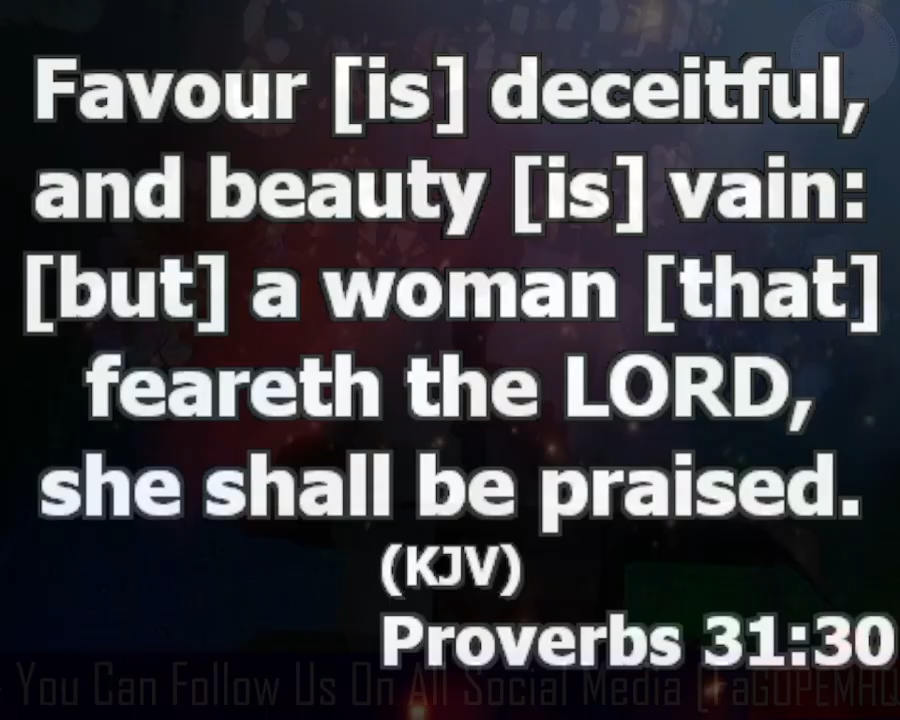 Favour [is] deceitful,
and beauty [is] vain:
[but] a woman [that]
feareth the LORD,
she shall be praised.
(KJV)
Proverbs 31:30
You Can Follow Us On All Social Media